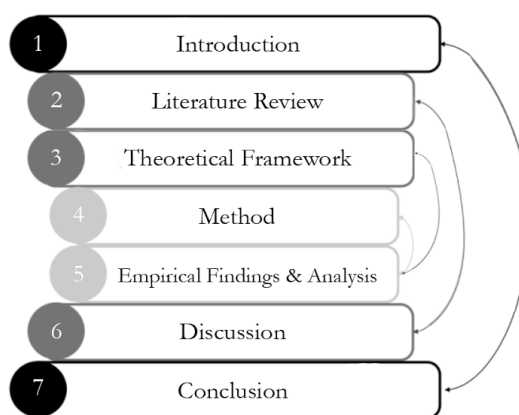 1 Introduction
2 Literature Review
3 Theoretical Framework
4 Method
5 Empirical Findings & Analysis
6 Discussion
7 Conclusion